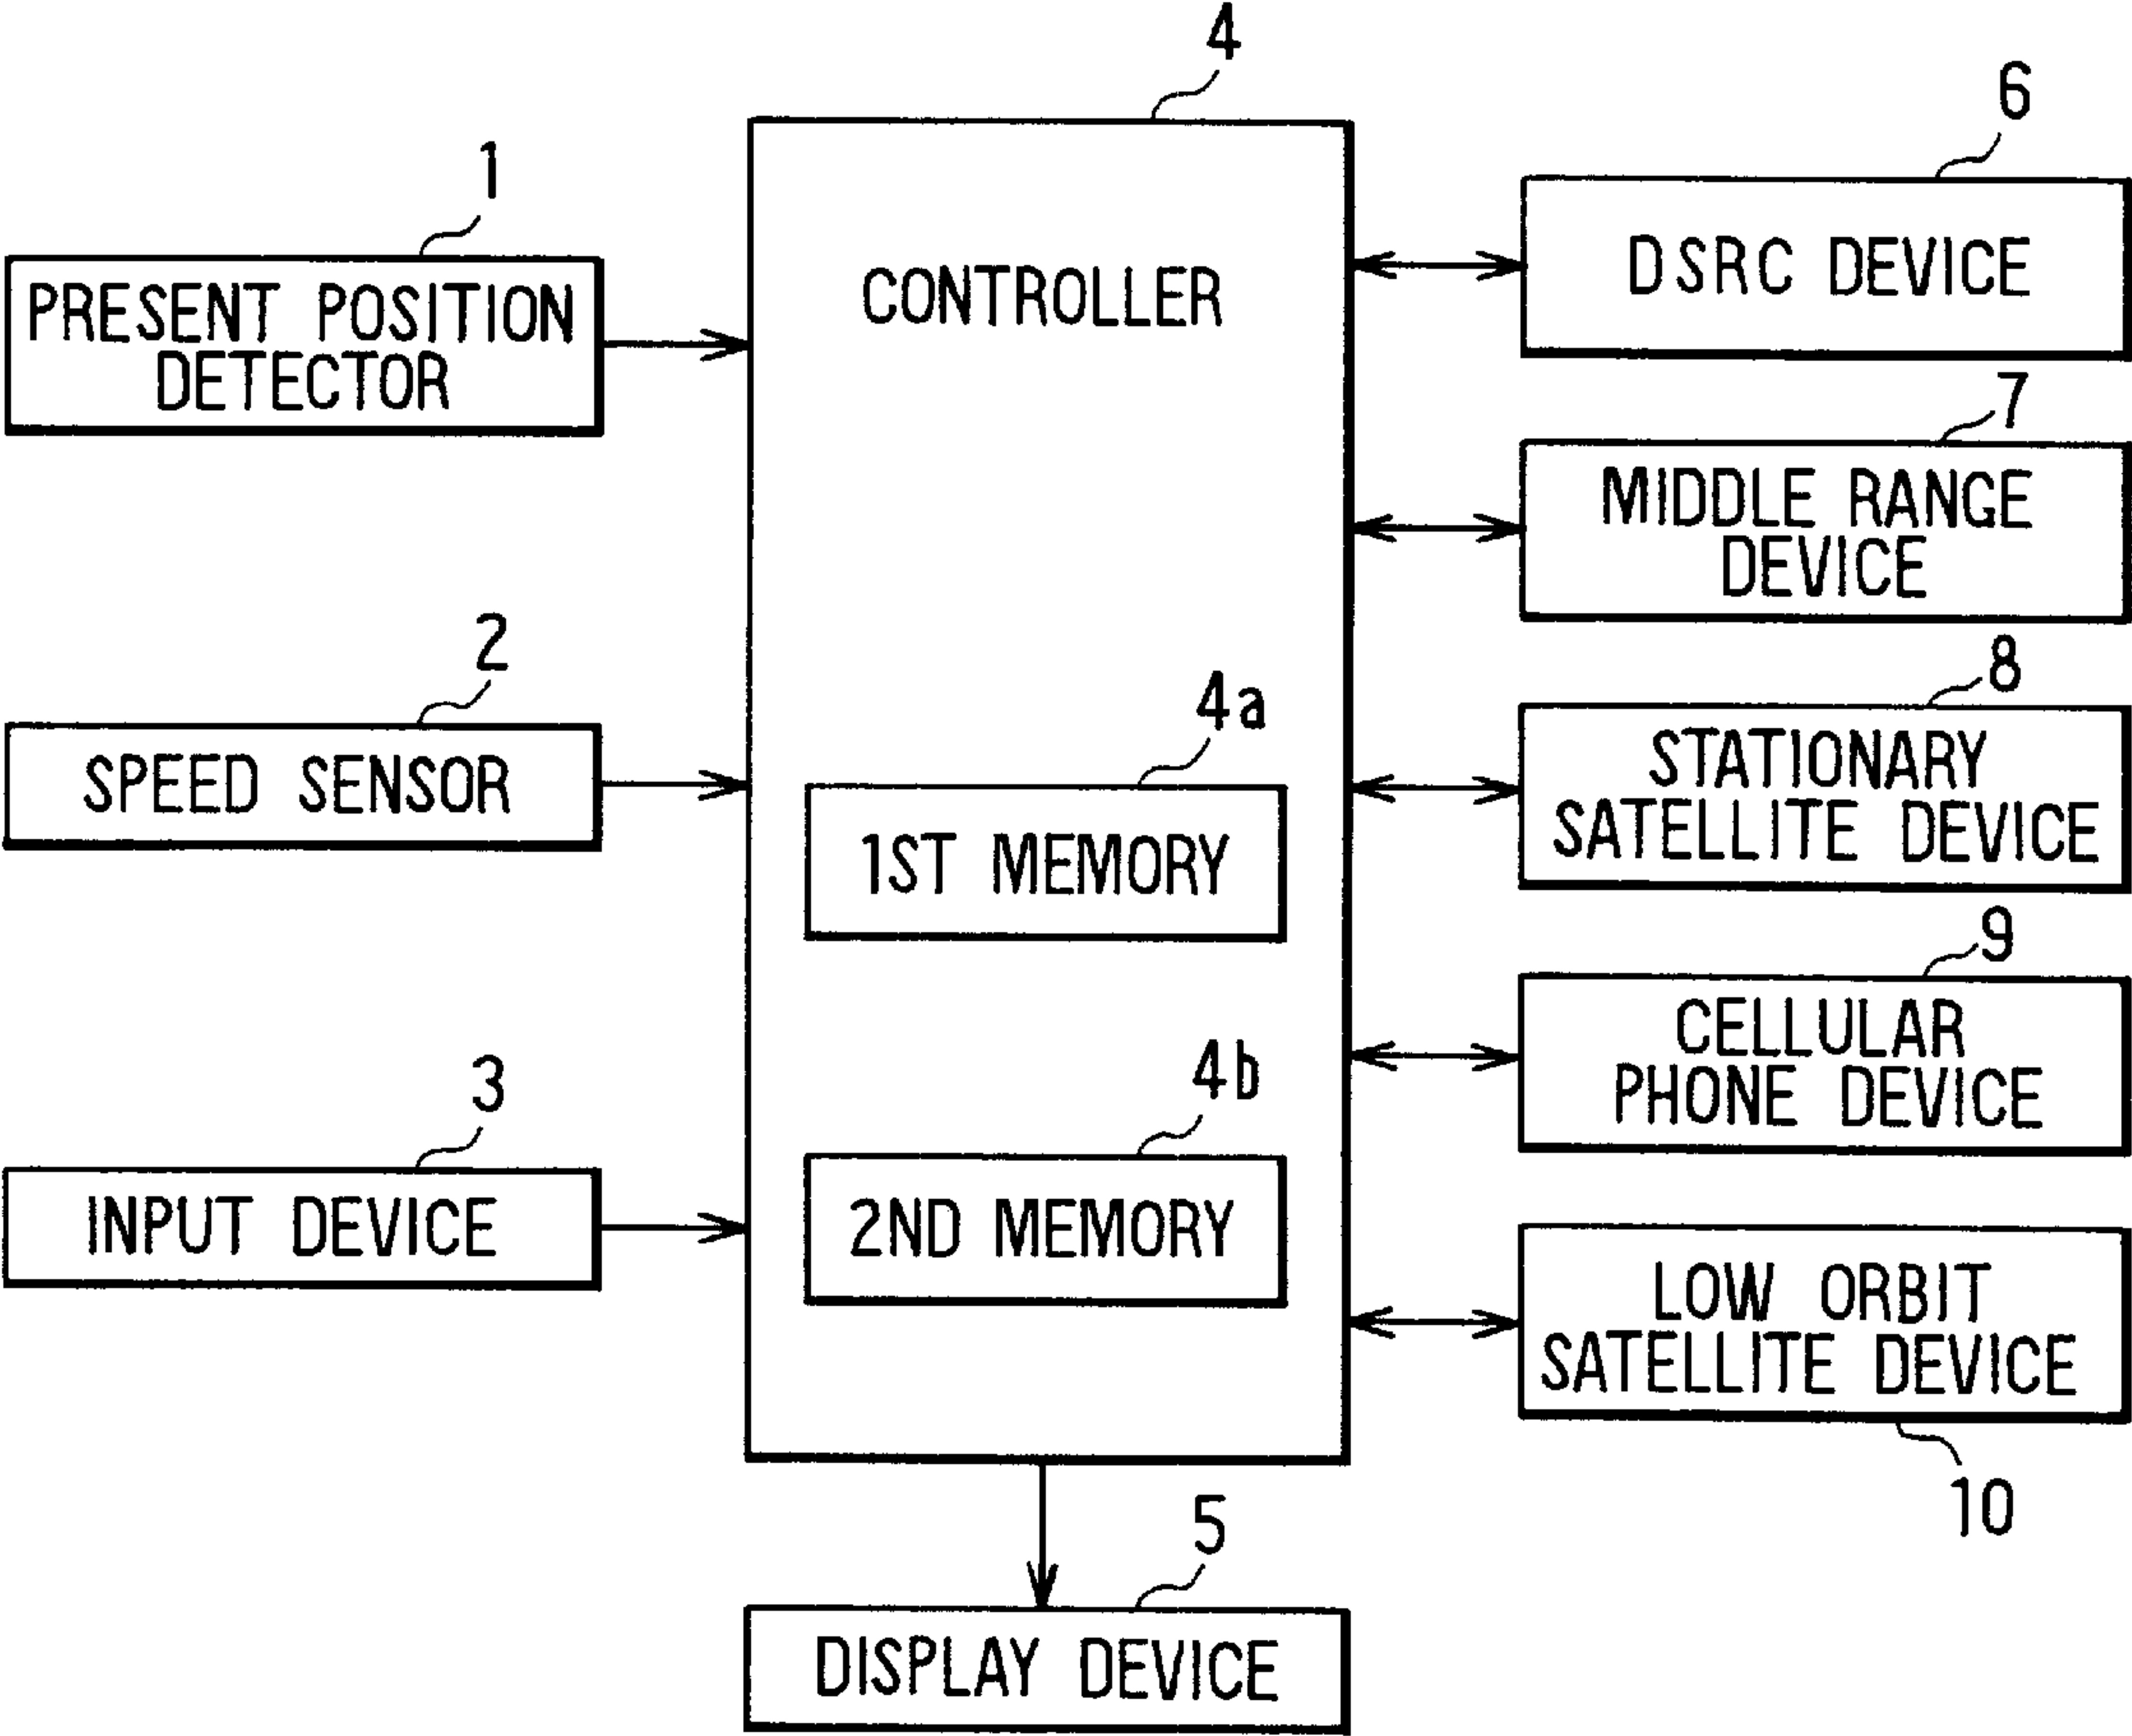 4
CONTROLLER
1
PRESENT POSITION
DETECTOR
2
SPEED SENSOR
3
INPUT DEVICE
4a
1ST MEMORY
4b
2ND MEMORY
5
DISPLAY DEVICE
6
DSRC DEVICE
7
MIDDLE RANGE
DEVICE
8
STATIONARY
SATELLITE DEVICE
9
CELLULAR
PHONE DEVICE
LOW ORBIT
SATELLITE DEVICE
10